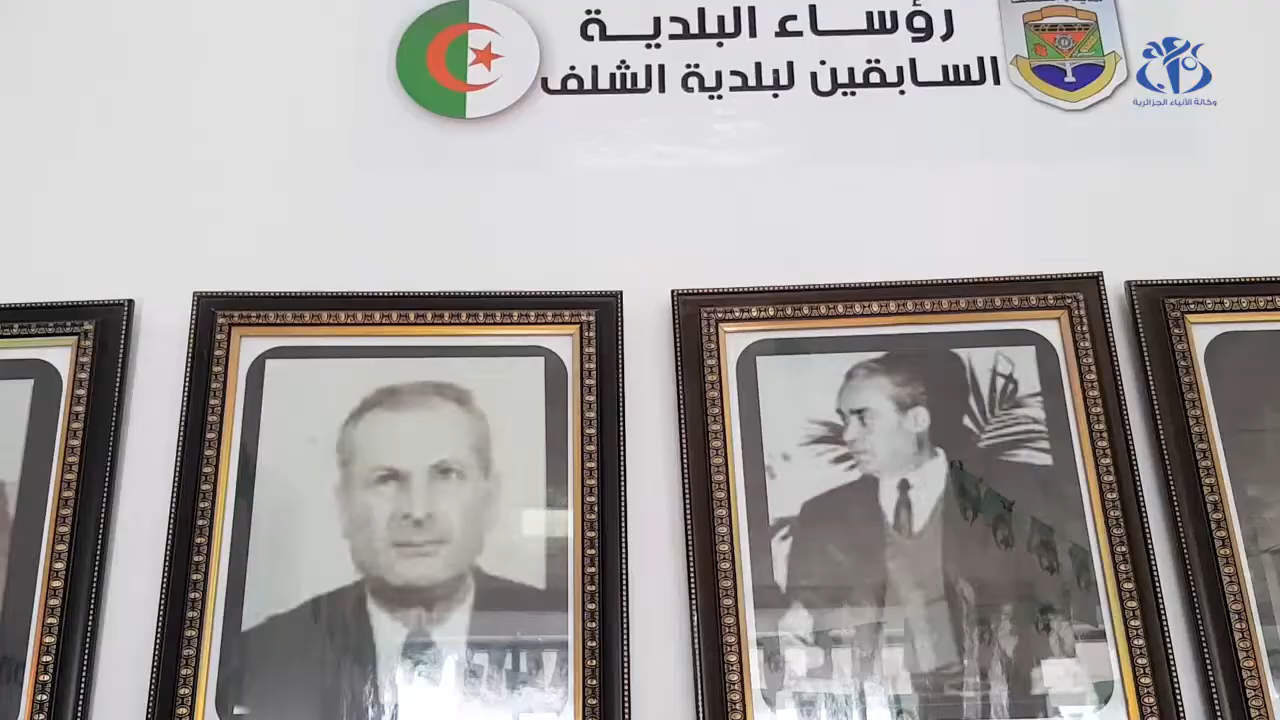 رؤساء البلدية
السابقين لبلدية الشلف
وكالة الأنباء الجزائرية